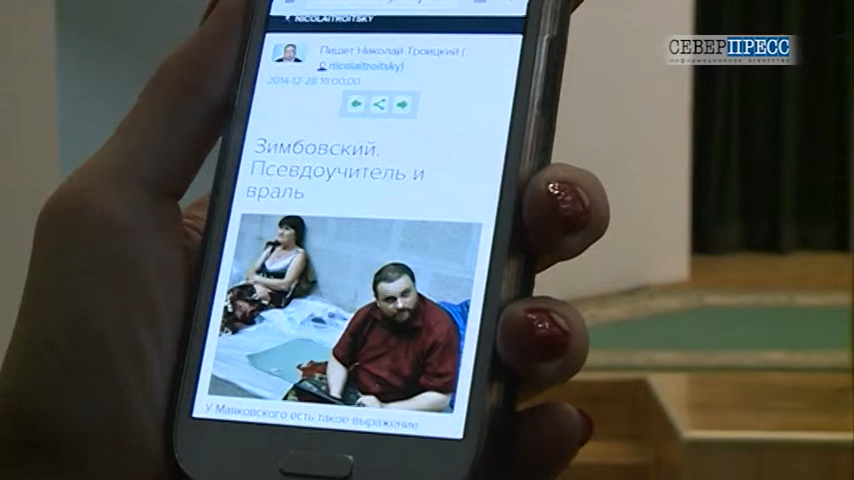 NICOLAITROITSKY
Пишет Николай Троицкий (
nicolaitroitsky)
2014-12-28 16:00:00
Зимбовский.
Псевдоучитель и
враль
У Маяковского есть такое выражение
СЕВЕРПРЕСС
информационное агентство